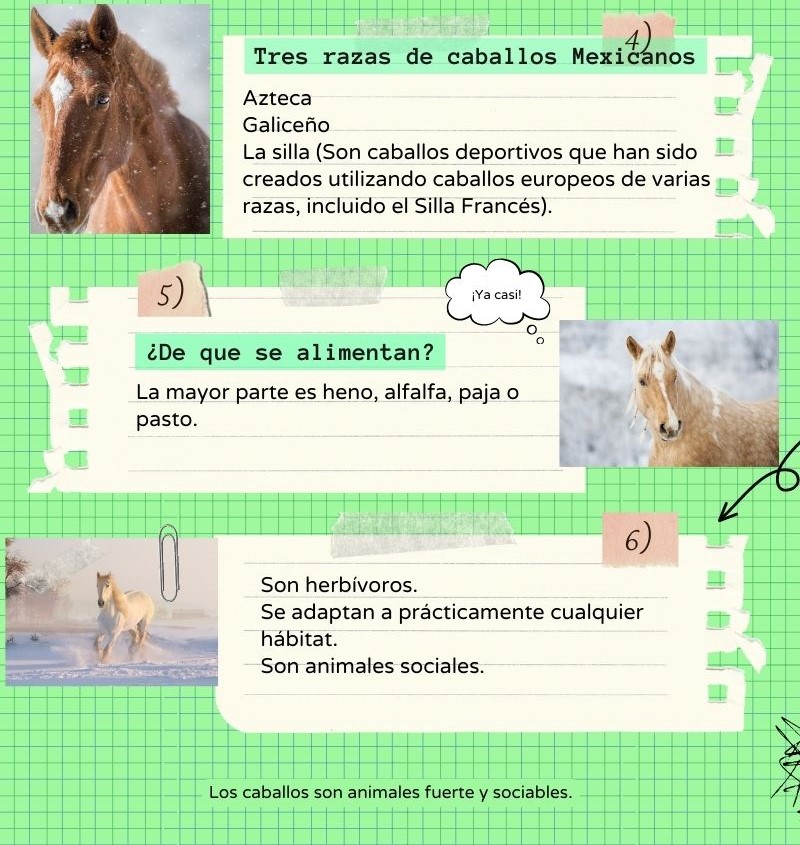 4)
Tres razas de caballos Mexicanos
Azteca
Galiceño
La silla (Son caballos deportivos que han sido
creados utilizando caballos europeos de varias
razas, incluido el Silla Francés).
5)
¡Ya casi!
¿De que se alimentan?
La mayor parte es heno, alfalfa, paja o
pasto.
6)
Son herbívoros.
Se adaptan a prácticamente cualquier
hábitat.
Son animales sociales.
Los caballos son animales fuerte y sociables.